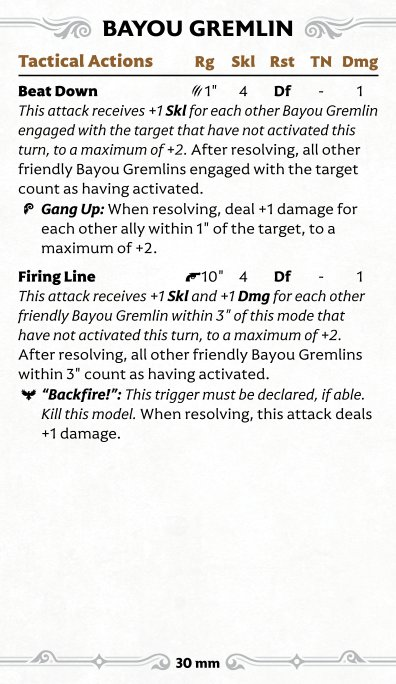 BAYOU GREMLIN
Tactical Actions Rg Skl Rst TN Dmg
Beat Down 1" 4 Df - 1
This attack receives +1 Skl for each other Bayou Gremlin
engaged with the target that have not activated this
turn, to a maximum of +2. After resolving, all other
friendly Bayou Gremlins engaged with the target
count as having activated.
Gang Up: When resolving, deal +1 damage for
each other ally within 1" of the target, to a
maximum of +2.
Firing Line 10" 4 Df - 1
This attack receives +1 Skl and +1 Dmg for each other
friendly Bayou Gremlin within 3" of this mode that
have not activated this turn, to a maximum of +2.
After resolving, all other friendly Bayou Gremlins
within 3" count as having activated.
“Backfire!”: This trigger must be declared, if able.
Kill this model. When resolving, this attack deals
+1 damage.
30 mm